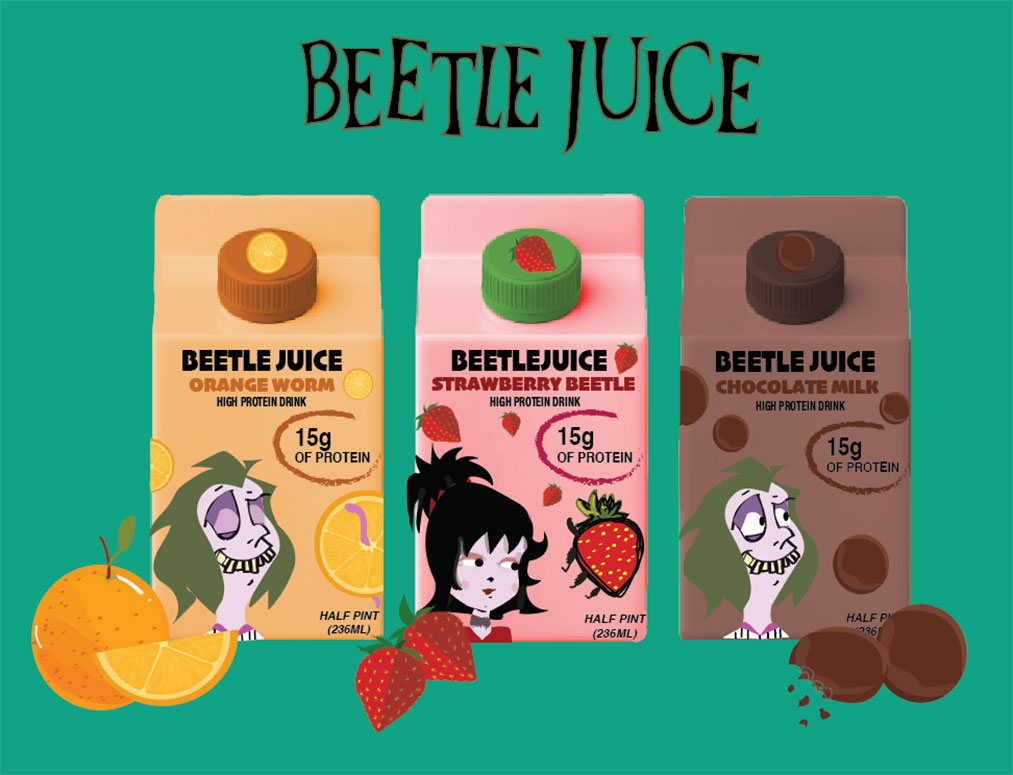 BEETLE JUICE
BEETLE JUICE
ORANGE WORM
HIGH PROTEIN DRINK
15g
OF PROTEIN
HALF PINT
(236ML)
BEETLEJUICE
STRAWBERRY BEETLE
HIGH PROTEIN DRINK
15g
OF PROTEIN
HALF PINT
(236ML)
BEETLE JUICE
CHOCOLATE MILK
HIGH PROTEIN DRINK
15g
OF PROTEIN
HALF